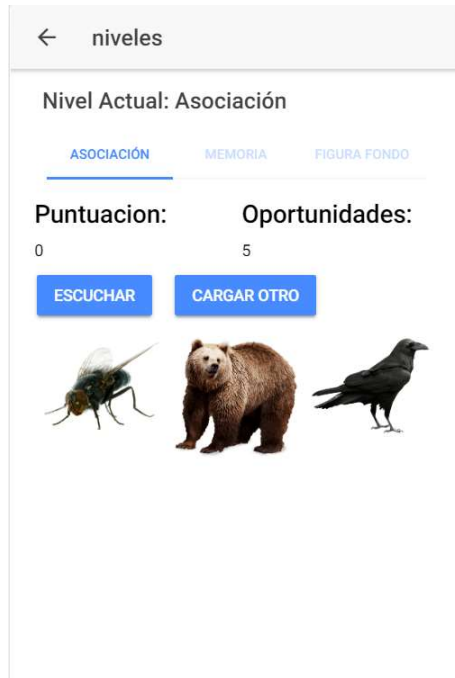 niveles
Nivel Actual: Asociación
ASOCIACIÓN MEMORIA FIGURA FONDO
Puntuacion: Oportunidades:
0 5
ESCUCHAR CARGAR OTRO